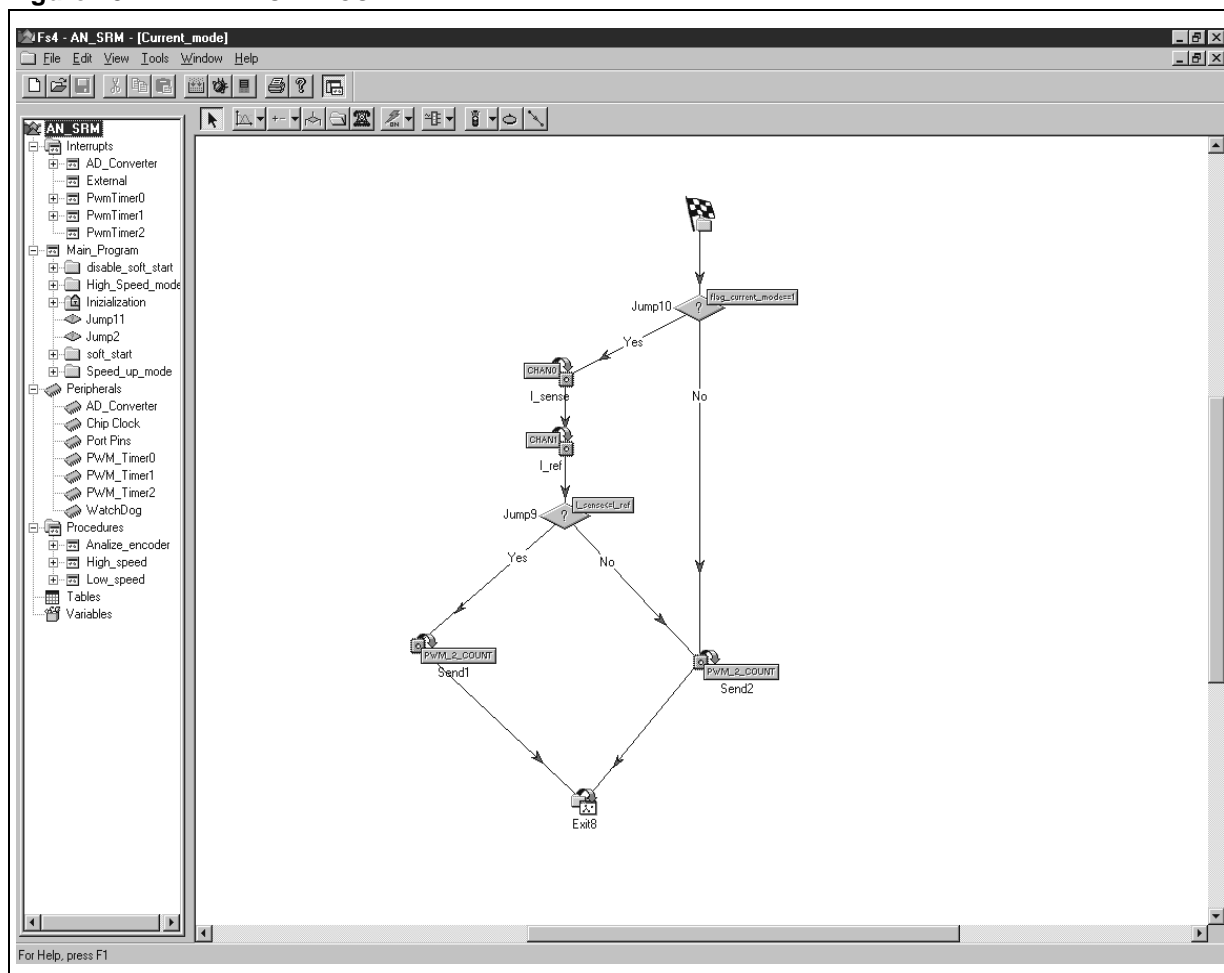 Fs4 - AN_SRM - [Current_mode]
File Edit View Tools Window Help
AN_SRM
Interrupts
AD_Converter
External
PwmTimer0
PwmTimer1
PwmTimer2
Main_Program
disable_soft_start
High_Speed_mode
Inizialization
Jump11
Jump2
soft_start
Speed_up_mode
Peripherals
AD_Converter
Chip Clock
Port Pins
PWM_Timer0
PWM_Timer1
PWM_Timer2
WatchDog
Procedures
Analize_encoder
High_speed
Low_speed
Tables
Variables
flag_current_mode==1
Jump10
?
Yes
No
CHAN0
I_sense
CHAN1
I_ref
I_sense<=I_ref
Jump9
?
Yes
No
PWM_2_COUNT
Send1
PWM_2_COUNT
Send2
Exit8
For Help, press F1